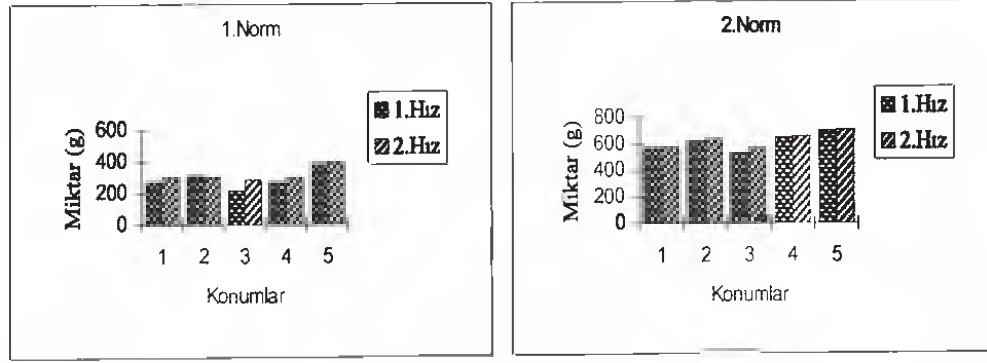 1.Norm
1.Hız
2.Hız
Miktar (g)
600
400
200
0
1 2 3 4 5
Konumlar
2.Norm
1.Hız
2.Hız
Miktar (g)
800
600
400
200
0
1 2 3 4 5
Konumlar